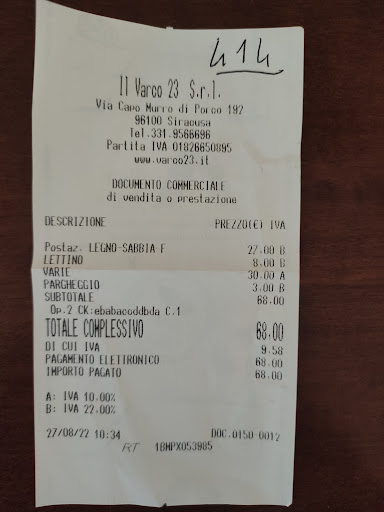 414
Il Varco 23 S.r.l.
Via Capo Murro di Porco 192
96100 Siracusa
Tel.331.9566696
Partita IVA 01826650895
www.varco23.it
DOCUMENTO COMMERCIALE
di vendita o prestazione
DESCRIZIONE PREZZO(€) IVA
Postaz. LEGNO-SABBIA F 27.00 B
LETTINO 8.00 B
VARIE 30.00 A
PARGHEGGIO 3.00 B
SUBTOTALE 68.00
Op.2 CK:ebabacoddbda C.1
TOTALE COMPLESSIVO 68.00
DI CUI IVA 9.58
PAGAMENTO ELETTRONICO 68.00
IMPORTO PAGATO 68.00
A: IVA 10.00%
B: IVA 22.00%
27/08/22 10:34 DOC.0150-0012
RT 18MPX053985